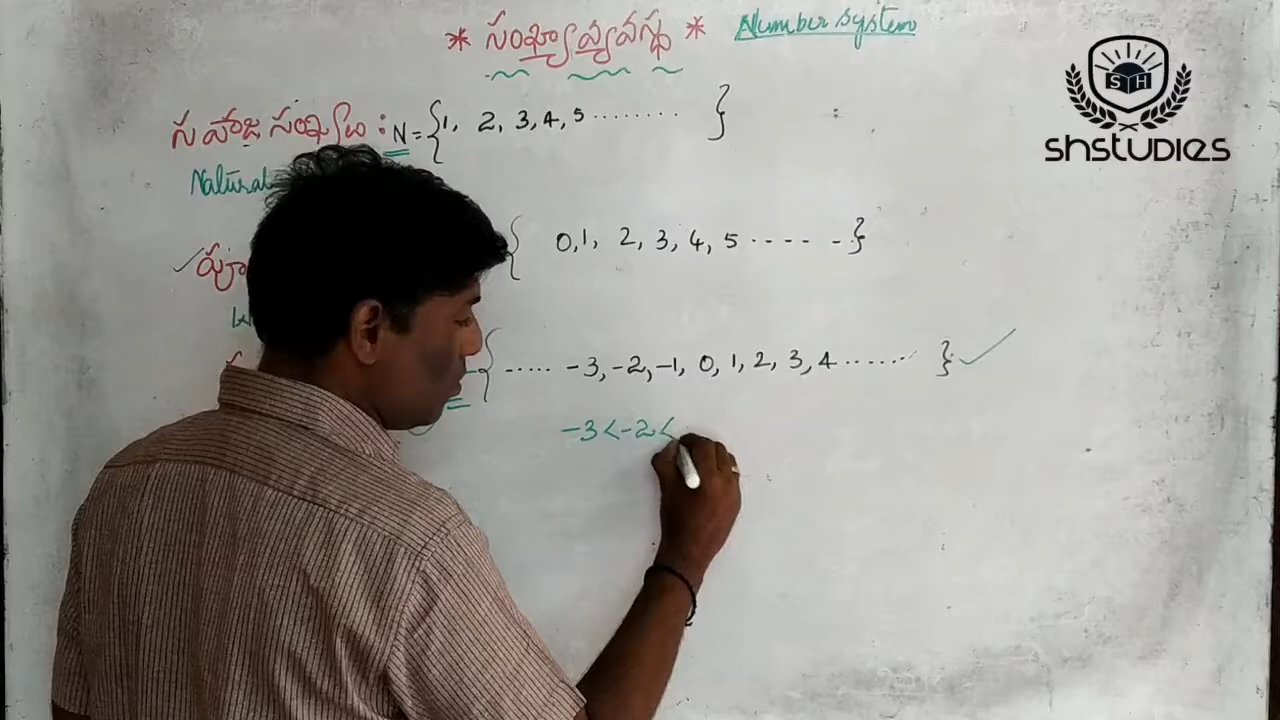 * సంఖ్యావ్యవస్థ * Number system
SH
shstudies
సహజ సంఖ్యలు : N = {1, 2, 3, 4, 5 ........ }
Natural
{ 0, 1, 2, 3, 4, 5 ..... }
{ ..... -3, -2, -1, 0, 1, 2, 3, 4 ....... }
-3 < -2 <